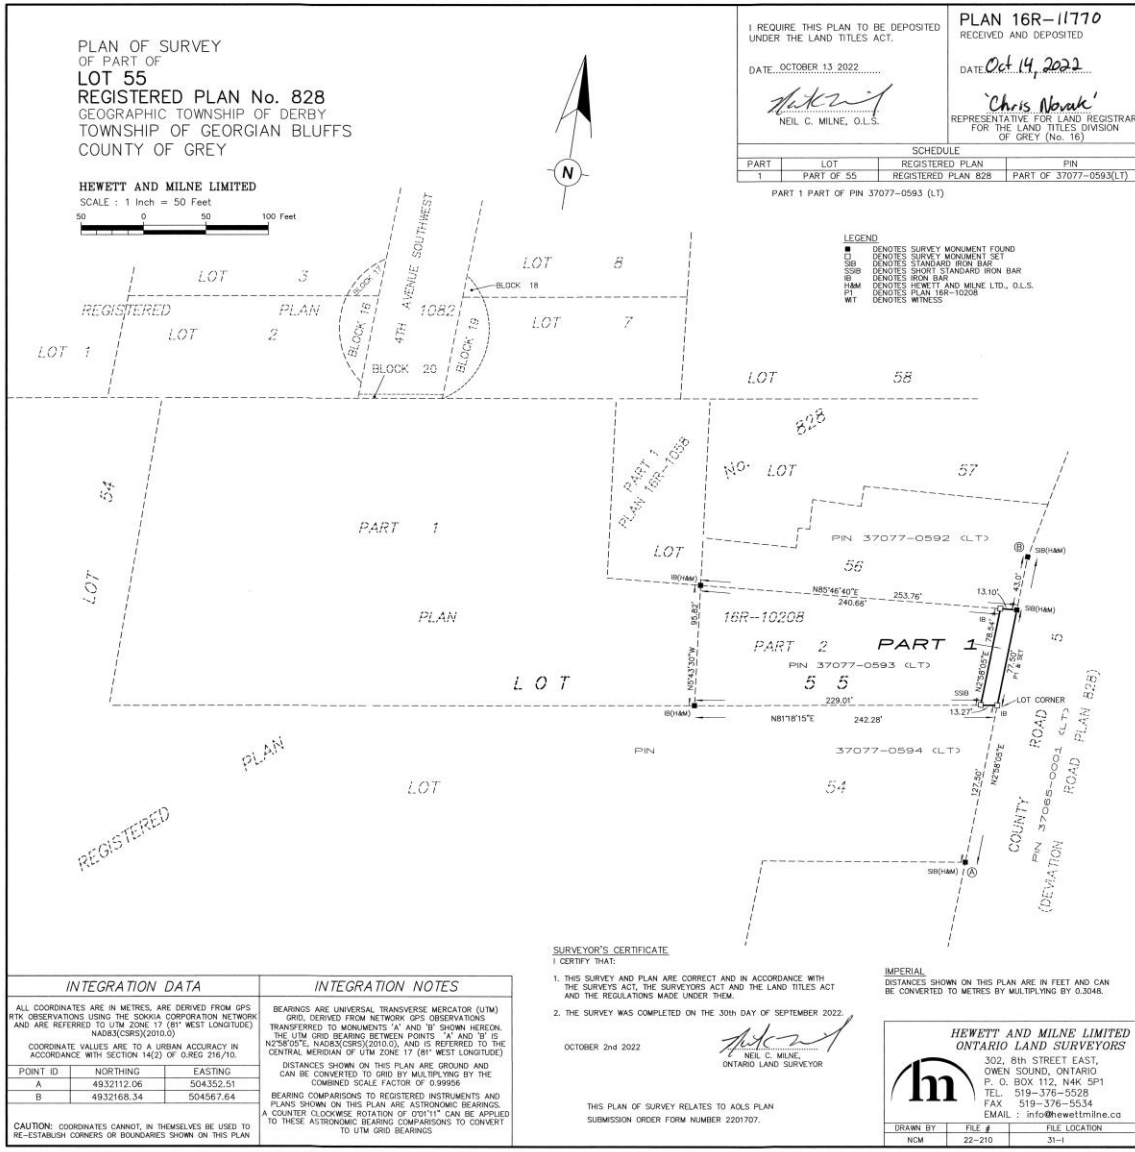 PLAN OF SURVEY
OF PART OF
LOT 55
REGISTERED PLAN No. 828
GEOGRAPHIC TOWNSHIP OF DERBY
TOWNSHIP OF GEORGIAN BLUFFS
COUNTY OF GREY
HEWETT AND MILNE LIMITED
SCALE : 1 Inch = 50 Feet
50 0 50 100 Feet
N
I REQUIRE THIS PLAN TO BE DEPOSITED
UNDER THE LAND TITLES ACT.
DATE OCTOBER 13 2022
NEIL C. MILNE, O.L.S.
PLAN 16R-11770
RECEIVED AND DEPOSITED
DATE Oct 14, 2022
'Chris Novak'
REPRESENTATIVE FOR LAND REGISTRAR
FOR THE LAND TITLES DIVISION
OF GREY (No. 16)
SCHEDULE
PART LOT REGISTERED PLAN PIN
1 PART OF 55 REGISTERED PLAN 828 PART OF 37077-0593(LT)
PART 1 PART OF PIN 37077-0593 (LT)
LEGEND
■ DENOTES SURVEY MONUMENT FOUND
□ DENOTES SURVEY MONUMENT SET
SIB DENOTES STANDARD IRON BAR
SSIB DENOTES SHORT STANDARD IRON BAR
IB DENOTES IRON BAR
H&M DENOTES HEWETT AND MILNE LTD., O.L.S.
P1 DENOTES PLAN 16R-10208
WIT DENOTES WITNESS
LOT 3
REGISTERED PLAN 1082
LOT 2
LOT 1
BLOCK 17
BLOCK 16
4TH AVENUE SOUTHWEST
BLOCK 18
BLOCK 19
BLOCK 20
LOT 8
LOT 7
LOT 58
828
No.
LOT 57
PART 1
PLAN 16R-1058
LOT
54
LOT
PART 1
PLAN
PIN 37077-0592 (LT)
56
B
SIB(H&M)
43.0'
IB(H&M)
N85°46'40"E 253.76'
240.66'
13.10'
SIB(H&M)
IB
95.82'
N5°43'30"W
16R-10208
PART 2
PART 1
PIN 37077-0593 (LT)
78.54'
N2°58'05"E
77.50'
P1 & SET
5
LOT
55
229.01'
SSIB
13.27'
IB
LOT CORNER
IB(H&M)
N81°18'15"E 242.28'
PIN 37077-0594 (LT)
LOT 54
127.50'
N2°58'05"E
COUNTY ROAD
PIN 37065-0001 (LT)
(DEVIATION ROAD PLAN 828)
SIB(H&M)
A
REGISTERED
PLAN
INTEGRATION DATA
ALL COORDINATES ARE IN METRES, ARE DERIVED FROM GPS
RTK OBSERVATIONS USING THE SOKKIA CORPORATION NETWORK
AND ARE REFERRED TO UTM ZONE 17 (81° WEST LONGITUDE)
NAD83(CSRS)(2010.0)
COORDINATE VALUES ARE TO A URBAN ACCURACY IN
ACCORDANCE WITH SECTION 14(2) OF O.REG 216/10.
POINT ID NORTHING EASTING
A 4932112.06 504352.51
B 4932168.34 504567.64
CAUTION: COORDINATES CANNOT, IN THEMSELVES BE USED TO
RE-ESTABLISH CORNERS OR BOUNDARIES SHOWN ON THIS PLAN
INTEGRATION NOTES
BEARINGS ARE UNIVERSAL TRANSVERSE MERCATOR (UTM)
GRID, DERIVED FROM NETWORK GPS OBSERVATIONS
TRANSFERRED TO MONUMENTS 'A' AND 'B' SHOWN HEREON.
THE UTM GRID BEARING BETWEEN POINTS 'A' AND 'B' IS
N2°58'05"E, NAD83(CSRS)(2010.0), AND IS REFERRED TO THE
CENTRAL MERIDIAN OF UTM ZONE 17 (81° WEST LONGITUDE)
DISTANCES SHOWN ON THIS PLAN ARE GROUND AND
CAN BE CONVERTED TO GRID BY MULTIPLYING BY THE
COMBINED SCALE FACTOR OF 0.99956
BEARING COMPARISONS TO REGISTERED INSTRUMENTS AND
PLANS SHOWN ON THIS PLAN ARE ASTRONOMIC BEARINGS.
A COUNTER CLOCKWISE ROTATION OF 0°01'11" CAN BE APPLIED
TO THESE ASTRONOMIC BEARING COMPARISONS TO CONVERT
TO UTM GRID BEARINGS
SURVEYOR'S CERTIFICATE
I CERTIFY THAT:
1. THIS SURVEY AND PLAN ARE CORRECT AND IN ACCORDANCE WITH
THE SURVEYS ACT, THE SURVEYORS ACT AND THE LAND TITLES ACT
AND THE REGULATIONS MADE UNDER THEM.
2. THE SURVEY WAS COMPLETED ON THE 30th DAY OF SEPTEMBER 2022.
OCTOBER 2nd 2022
NEIL C. MILNE,
ONTARIO LAND SURVEYOR
THIS PLAN OF SURVEY RELATES TO AOLS PLAN
SUBMISSION ORDER FORM NUMBER 2201707.
IMPERIAL
DISTANCES SHOWN ON THIS PLAN ARE IN FEET AND CAN
BE CONVERTED TO METRES BY MULTIPLYING BY 0.3048.
hm
HEWETT AND MILNE LIMITED
ONTARIO LAND SURVEYORS
302, 8th STREET EAST,
OWEN SOUND, ONTARIO
P. O. BOX 112, N4K 5P1
TEL. 519-376-5528
FAX 519-376-5534
EMAIL : info@hewettmilne.ca
DRAWN BY FILE # FILE LOCATION
NCM 22-210 31-I